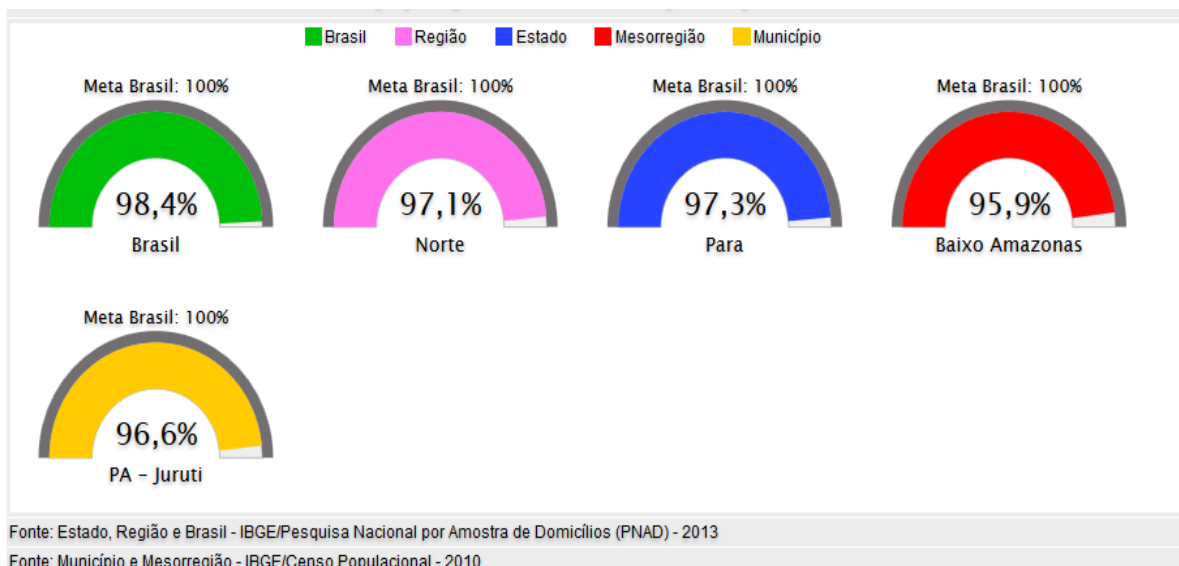 Brasil Região Estado Mesorregião Município
Meta Brasil: 100% Meta Brasil: 100% Meta Brasil: 100% Meta Brasil: 100%
98,4% 97,1% 97,3% 95,9%
Brasil Norte Para Baixo Amazonas
Meta Brasil: 100%
96,6%
PA - Juruti
Fonte: Estado, Região e Brasil - IBGE/Pesquisa Nacional por Amostra de Domicílios (PNAD) - 2013
Fonte: Município e Mesorregião - IBGE/Censo Populacional - 2010